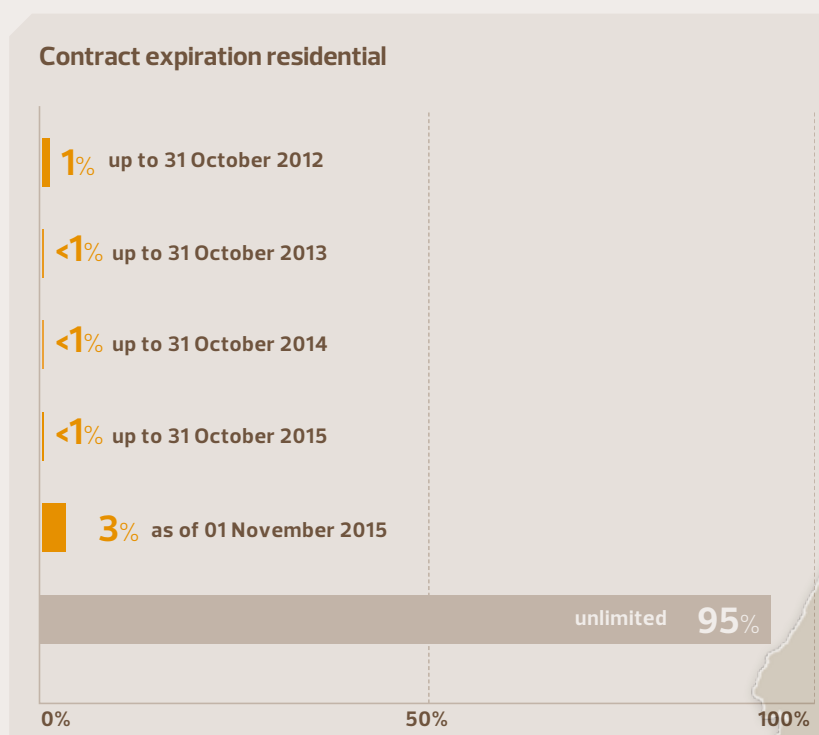 Contract expiration residential
1% up to 31 October 2012
<1% up to 31 October 2013
<1% up to 31 October 2014
<1% up to 31 October 2015
3% as of 01 November 2015
unlimited 95%
0% 50% 100%